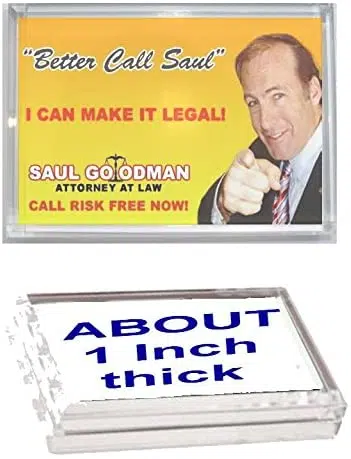 "Better Call Saul"
I CAN MAKE IT LEGAL!
SAUL GOODMAN
ATTORNEY AT LAW
CALL RISK FREE NOW!
ABOUT
1 Inch
thick